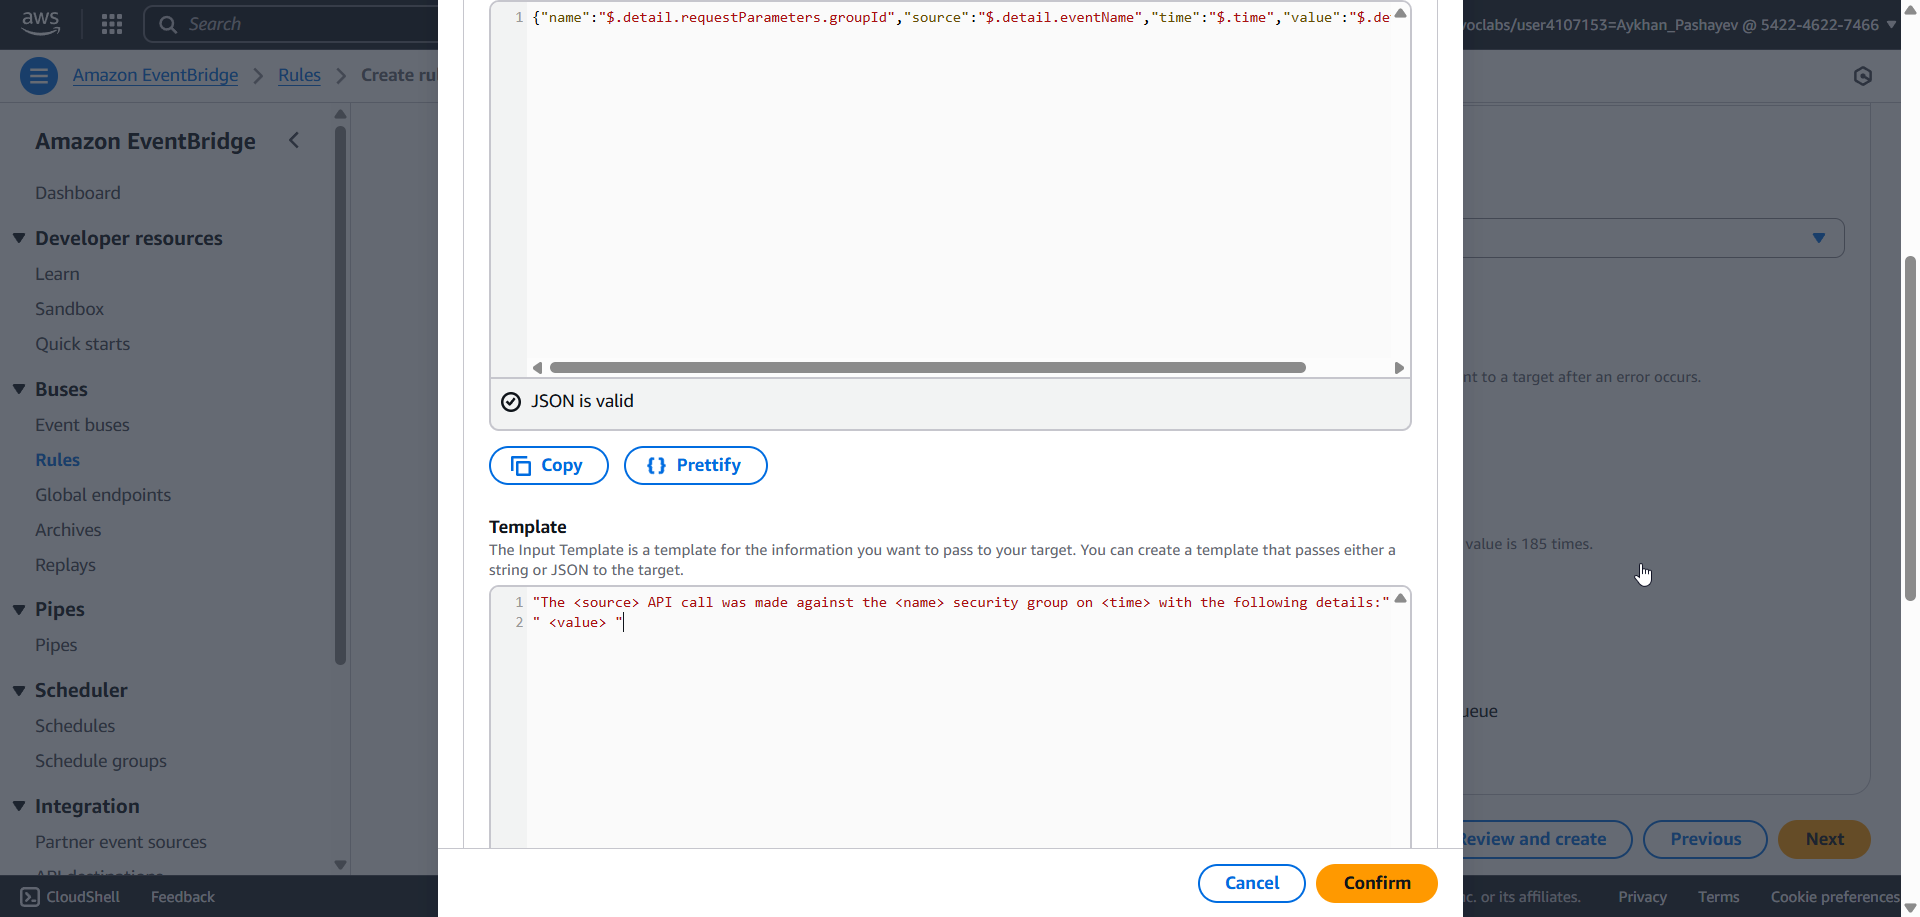 aws
Search
voclabs/user4107153=Aykhan_Pashayev @ 5422-4622-7466
Amazon EventBridge
Rules
Create ru
Amazon EventBridge
Dashboard
Developer resources
Learn
Sandbox
Quick starts
Buses
Event buses
Rules
Global endpoints
Archives
Replays
Pipes
Pipes
Scheduler
Schedules
Schedule groups
Integration
Partner event sources
API destinations
1 {"name":"$.detail.requestParameters.groupId","source":"$.detail.eventName","time":"$.time","value":"$.de
JSON is valid
Copy
{ } Prettify
Template
The Input Template is a template for the information you want to pass to your target. You can create a template that passes either a
string or JSON to the target.
1 "The <source> API call was made against the <name> security group on <time> with the following details:"
2 " <value> "
Cancel
Confirm
nt to a target after an error occurs.
value is 185 times.
ueue
Review and create
Previous
Next
CloudShell
Feedback
nc. or its affiliates.
Privacy
Terms
Cookie preferences